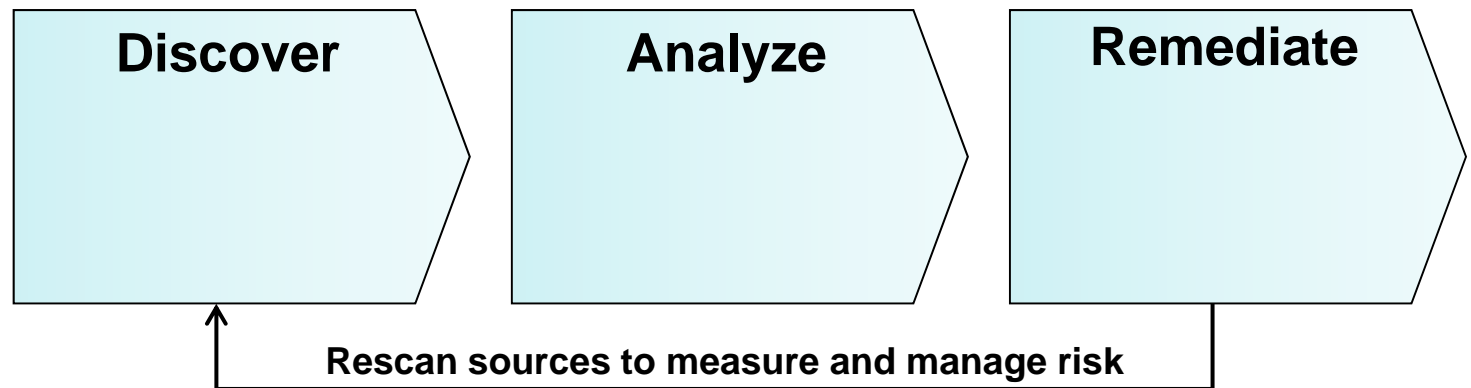 Discover
Analyze
Remediate
Rescan sources to measure and manage risk